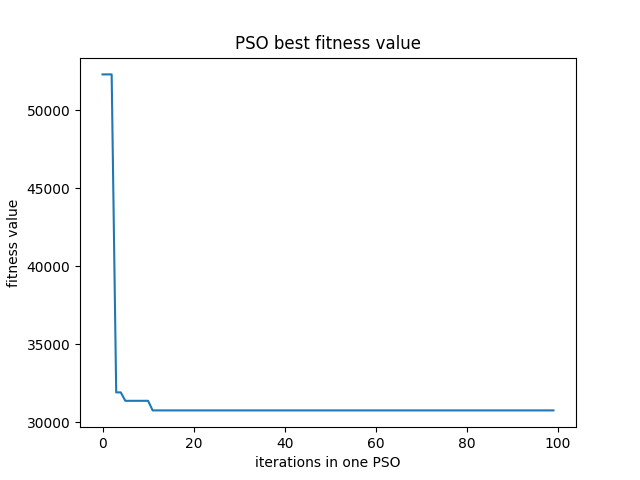 PSO best fitness value
fitness value
50000
45000
40000
35000
30000
0 20 40 60 80 100
iterations in one PSO